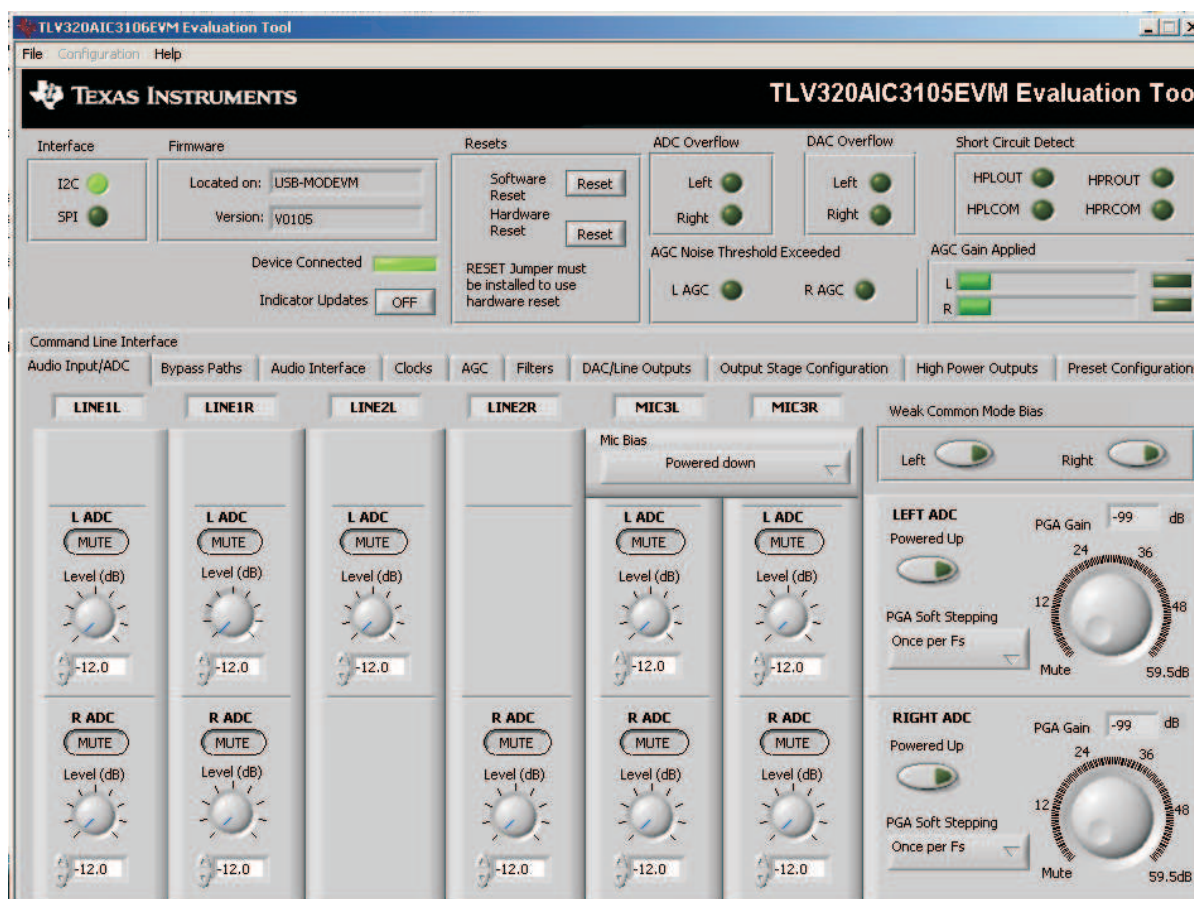 TLV320AIC3106EVM Evaluation Tool
File Configuration Help
TEXAS INSTRUMENTS
TLV320AIC3105EVM Evaluation Too
Interface
I2C
SPI
Firmware
Located on: USB-MODEVM
Version: V0105
Device Connected
Indicator Updates OFF
Resets
Software Reset Reset
Hardware Reset Reset
RESET Jumper must
be installed to use
hardware reset
ADC Overflow
Left
Right
DAC Overflow
Left
Right
Short Circuit Detect
HPLOUT HPROUT
HPLCOM HPRCOM
AGC Noise Threshold Exceeded
L AGC R AGC
AGC Gain Applied
L
R
Command Line Interface
Audio Input/ADC Bypass Paths Audio Interface Clocks AGC Filters DAC/Line Outputs Output Stage Configuration High Power Outputs Preset Configuration
LINE1L LINE1R LINE2L LINE2R MIC3L MIC3R
Mic Bias
Powered down
L ADC L ADC L ADC L ADC L ADC
MUTE MUTE MUTE MUTE MUTE
Level (dB) Level (dB) Level (dB) Level (dB) Level (dB)
-12.0 -12.0 -12.0 -12.0 -12.0
R ADC R ADC R ADC R ADC R ADC
MUTE MUTE MUTE MUTE MUTE
Level (dB) Level (dB) Level (dB) Level (dB) Level (dB)
-12.0 -12.0 -12.0 -12.0 -12.0
Weak Common Mode Bias
Left Right
LEFT ADC
Powered Up
PGA Soft Stepping
Once per Fs
PGA Gain -99 dB
24 36
12 48
Mute 59.5dB
RIGHT ADC
Powered Up
PGA Soft Stepping
Once per Fs
PGA Gain -99 dB
24 36
12 48
Mute 59.5dB